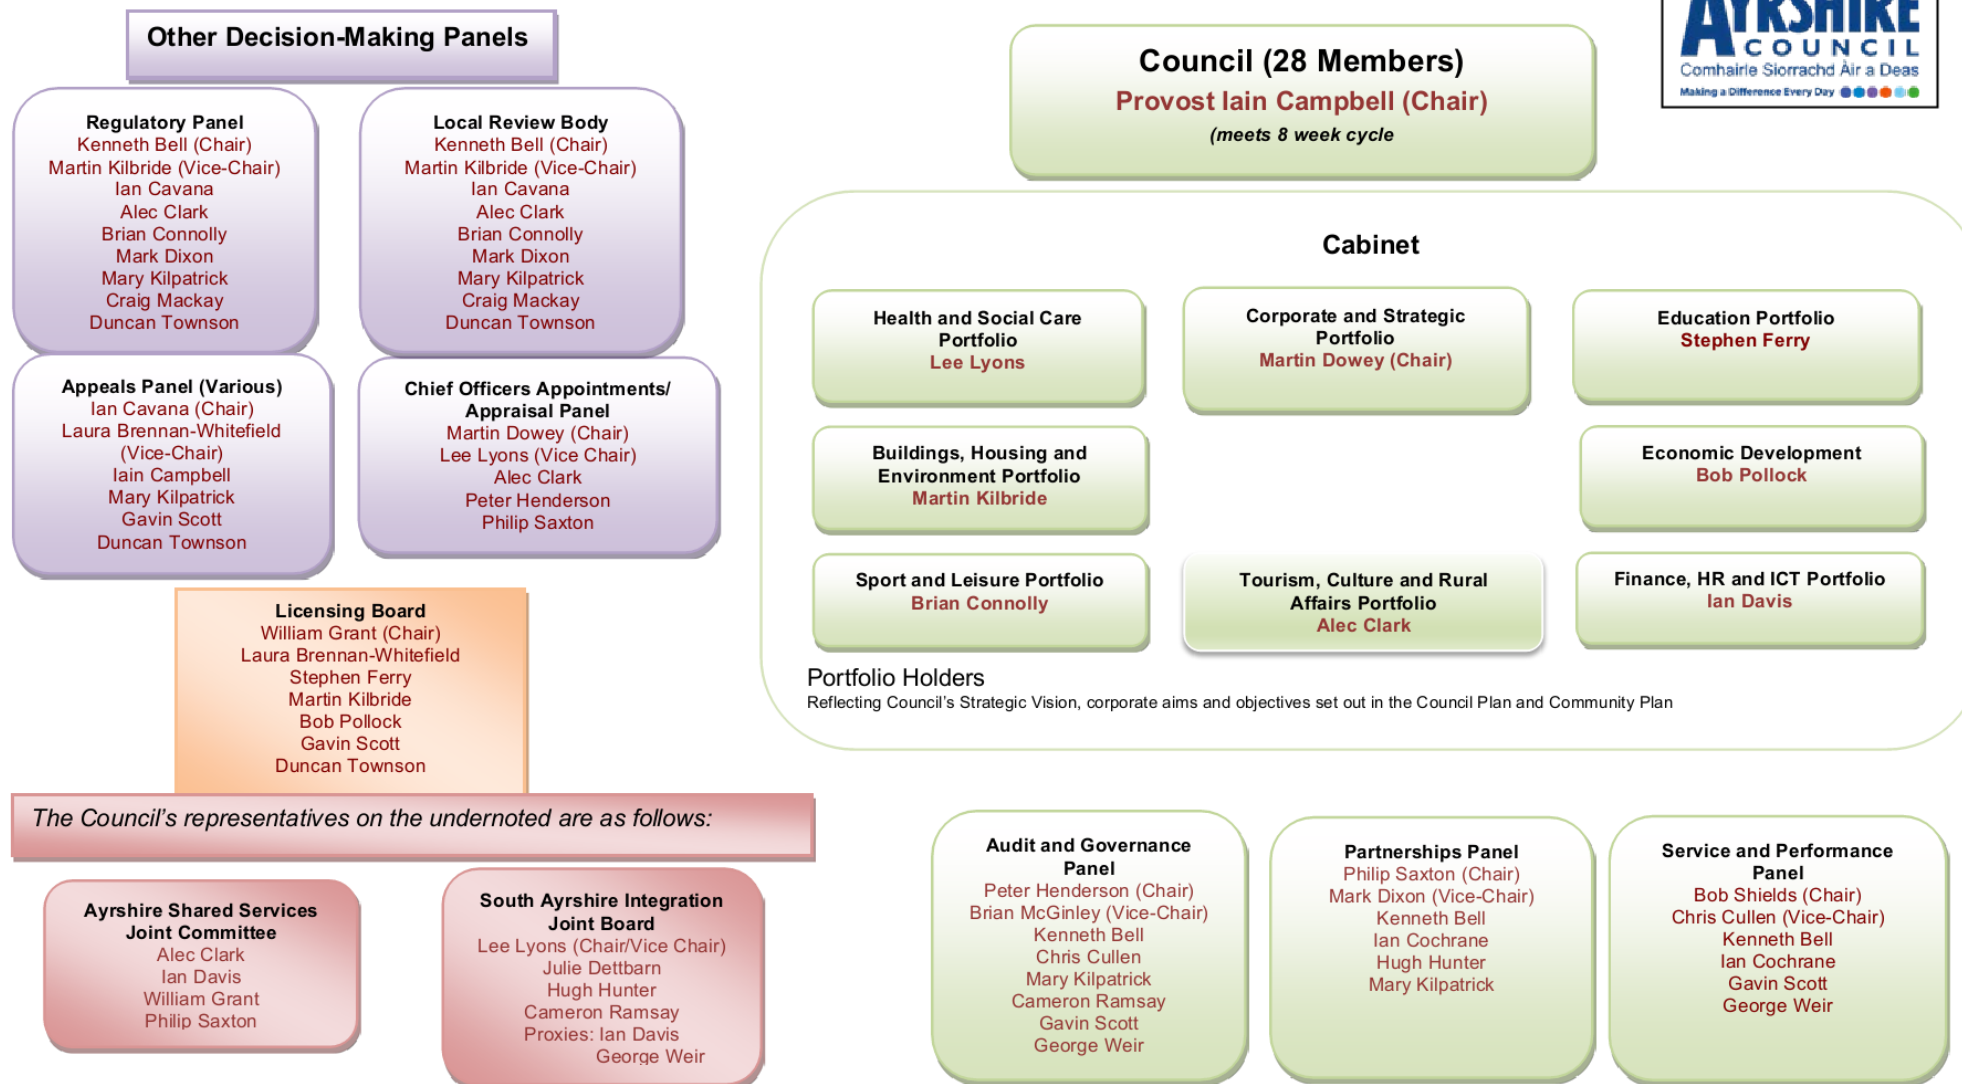 Other Decision-Making Panels
Regulatory Panel
Kenneth Bell (Chair)
Martin Kilbride (Vice-Chair)
Ian Cavana
Alec Clark
Brian Connolly
Mark Dixon
Mary Kilpatrick
Craig Mackay
Duncan Townson
Local Review Body
Kenneth Bell (Chair)
Martin Kilbride (Vice-Chair)
Ian Cavana
Alec Clark
Brian Connolly
Mark Dixon
Mary Kilpatrick
Craig Mackay
Duncan Townson
Appeals Panel (Various)
Ian Cavana (Chair)
Laura Brennan-Whitefield
(Vice-Chair)
Iain Campbell
Mary Kilpatrick
Gavin Scott
Duncan Townson
Chief Officers Appointments/
Appraisal Panel
Martin Dowey (Chair)
Lee Lyons (Vice Chair)
Alec Clark
Peter Henderson
Philip Saxton
Licensing Board
William Grant (Chair)
Laura Brennan-Whitefield
Stephen Ferry
Martin Kilbride
Bob Pollock
Gavin Scott
Duncan Townson
The Council's representatives on the undernoted are as follows:
Ayrshire Shared Services
Joint Committee
Alec Clark
Ian Davis
William Grant
Philip Saxton
South Ayrshire Integration
Joint Board
Lee Lyons (Chair/Vice Chair)
Julie Dettbarn
Hugh Hunter
Cameron Ramsay
Proxies: Ian Davis
George Weir
Council (28 Members)
Provost Iain Campbell (Chair)
(meets 8 week cycle
AYRSHIRE
COUNCIL
Comhairle Siorrachd Àir a Deas
Making a Difference Every Day
Cabinet
Health and Social Care
Portfolio
Lee Lyons
Corporate and Strategic
Portfolio
Martin Dowey (Chair)
Education Portfolio
Stephen Ferry
Buildings, Housing and
Environment Portfolio
Martin Kilbride
Economic Development
Bob Pollock
Sport and Leisure Portfolio
Brian Connolly
Tourism, Culture and Rural
Affairs Portfolio
Alec Clark
Finance, HR and ICT Portfolio
Ian Davis
Portfolio Holders
Reflecting Council's Strategic Vision, corporate aims and objectives set out in the Council Plan and Community Plan
Audit and Governance
Panel
Peter Henderson (Chair)
Brian McGinley (Vice-Chair)
Kenneth Bell
Chris Cullen
Mary Kilpatrick
Cameron Ramsay
Gavin Scott
George Weir
Partnerships Panel
Philip Saxton (Chair)
Mark Dixon (Vice-Chair)
Kenneth Bell
Ian Cochrane
Hugh Hunter
Mary Kilpatrick
Service and Performance
Panel
Bob Shields (Chair)
Chris Cullen (Vice-Chair)
Kenneth Bell
Ian Cochrane
Gavin Scott
George Weir